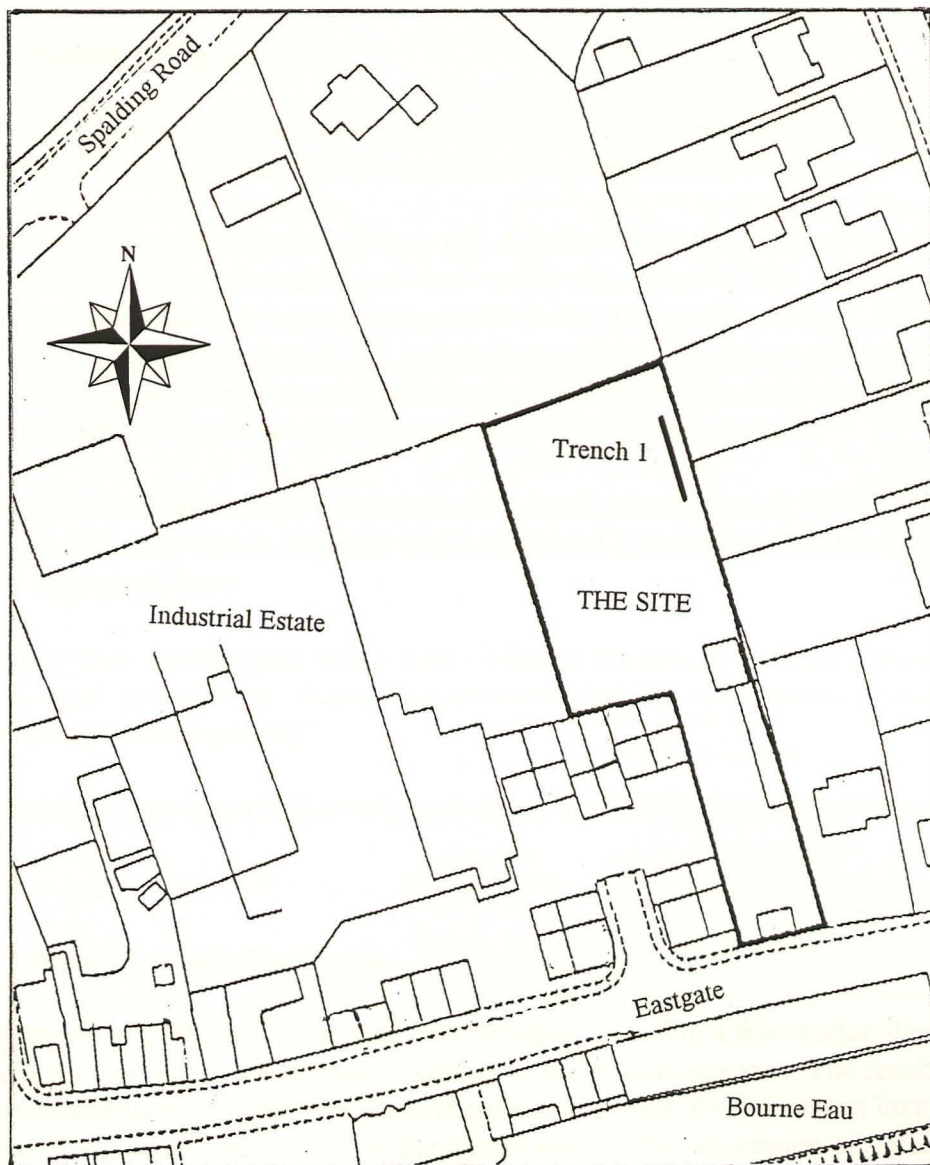 Spalding Road
N
Trench 1
THE SITE
Industrial Estate
Eastgate
Bourne Eau